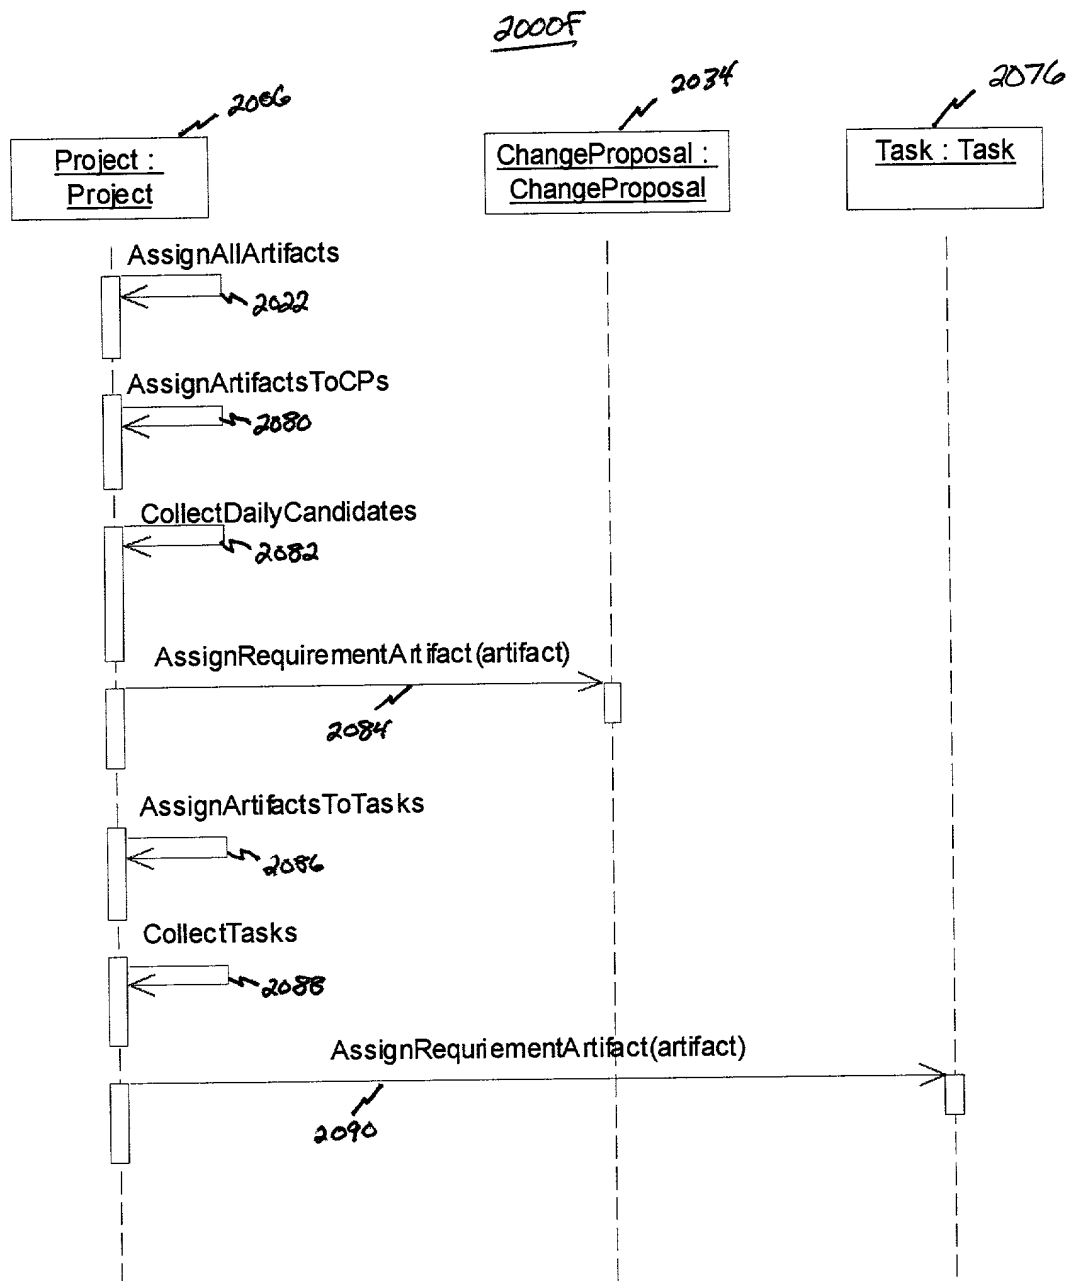 2000F
2006
2034
2076
Project :
Project
ChangeProposal :
ChangeProposal
Task : Task
AssignAllArtifacts
2022
AssignArtifactsToCPs
2080
CollectDailyCandidates
2082
AssignRequirementArtifact(artifact)
2084
AssignArtifactsToTasks
2086
CollectTasks
2088
AssignRequriementArtifact(artifact)
2090